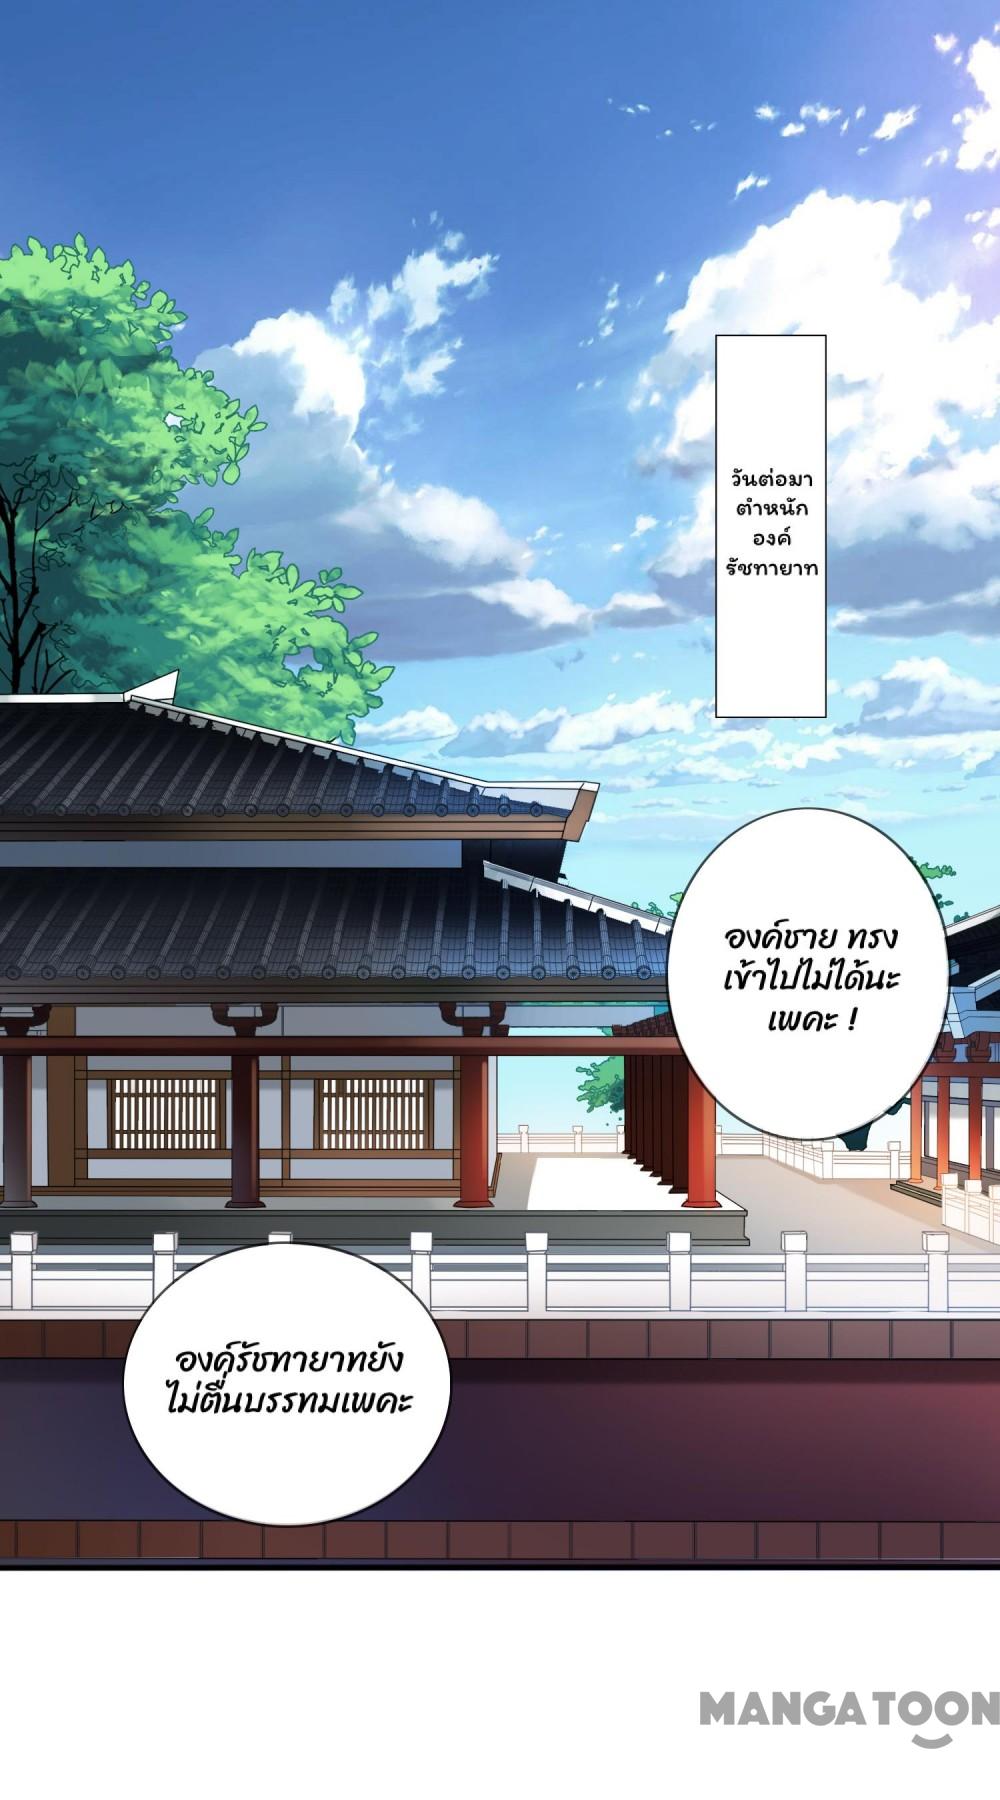 วันต่อมา
ตำหนัก
องค์
รัชทายาท
องค์ชาย ทรง
เข้าไปไม่ได้นะ
เพคะ !
องค์รัชทายาทยัง
ไม่ตื่นบรรทมเพคะ
MANGATOON